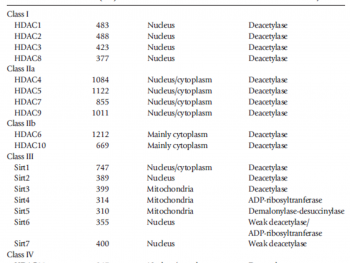 Class I
HDAC1 483 Nucleus Deacetylase
HDAC2 488 Nucleus Deacetylase
HDAC3 423 Nucleus Deacetylase
HDAC8 377 Nucleus Deacetylase
Class IIa
HDAC4 1084 Nucleus/cytoplasm Deacetylase
HDAC5 1122 Nucleus/cytoplasm Deacetylase
HDAC7 855 Nucleus/cytoplasm Deacetylase
HDAC9 1011 Nucleus/cytoplasm Deacetylase
Class IIb
HDAC6 1212 Mainly cytoplasm Deacetylase
HDAC10 669 Mainly cytoplasm Deacetylase
Class III
Sirt1 747 Nucleus/cytoplasm Deacetylase
Sirt2 389 Nucleus Deacetylase
Sirt3 399 Mitochondria Deacetylase
Sirt4 314 Mitochondria ADP-ribosyltranferase
Sirt5 310 Mitochondria Demalonylase-desuccinylase
Sirt6 355 Nucleus Weak deacetylase/
ADP-ribosyltranferase
Sirt7 400 Nucleus Weak deacetylase
Class IV